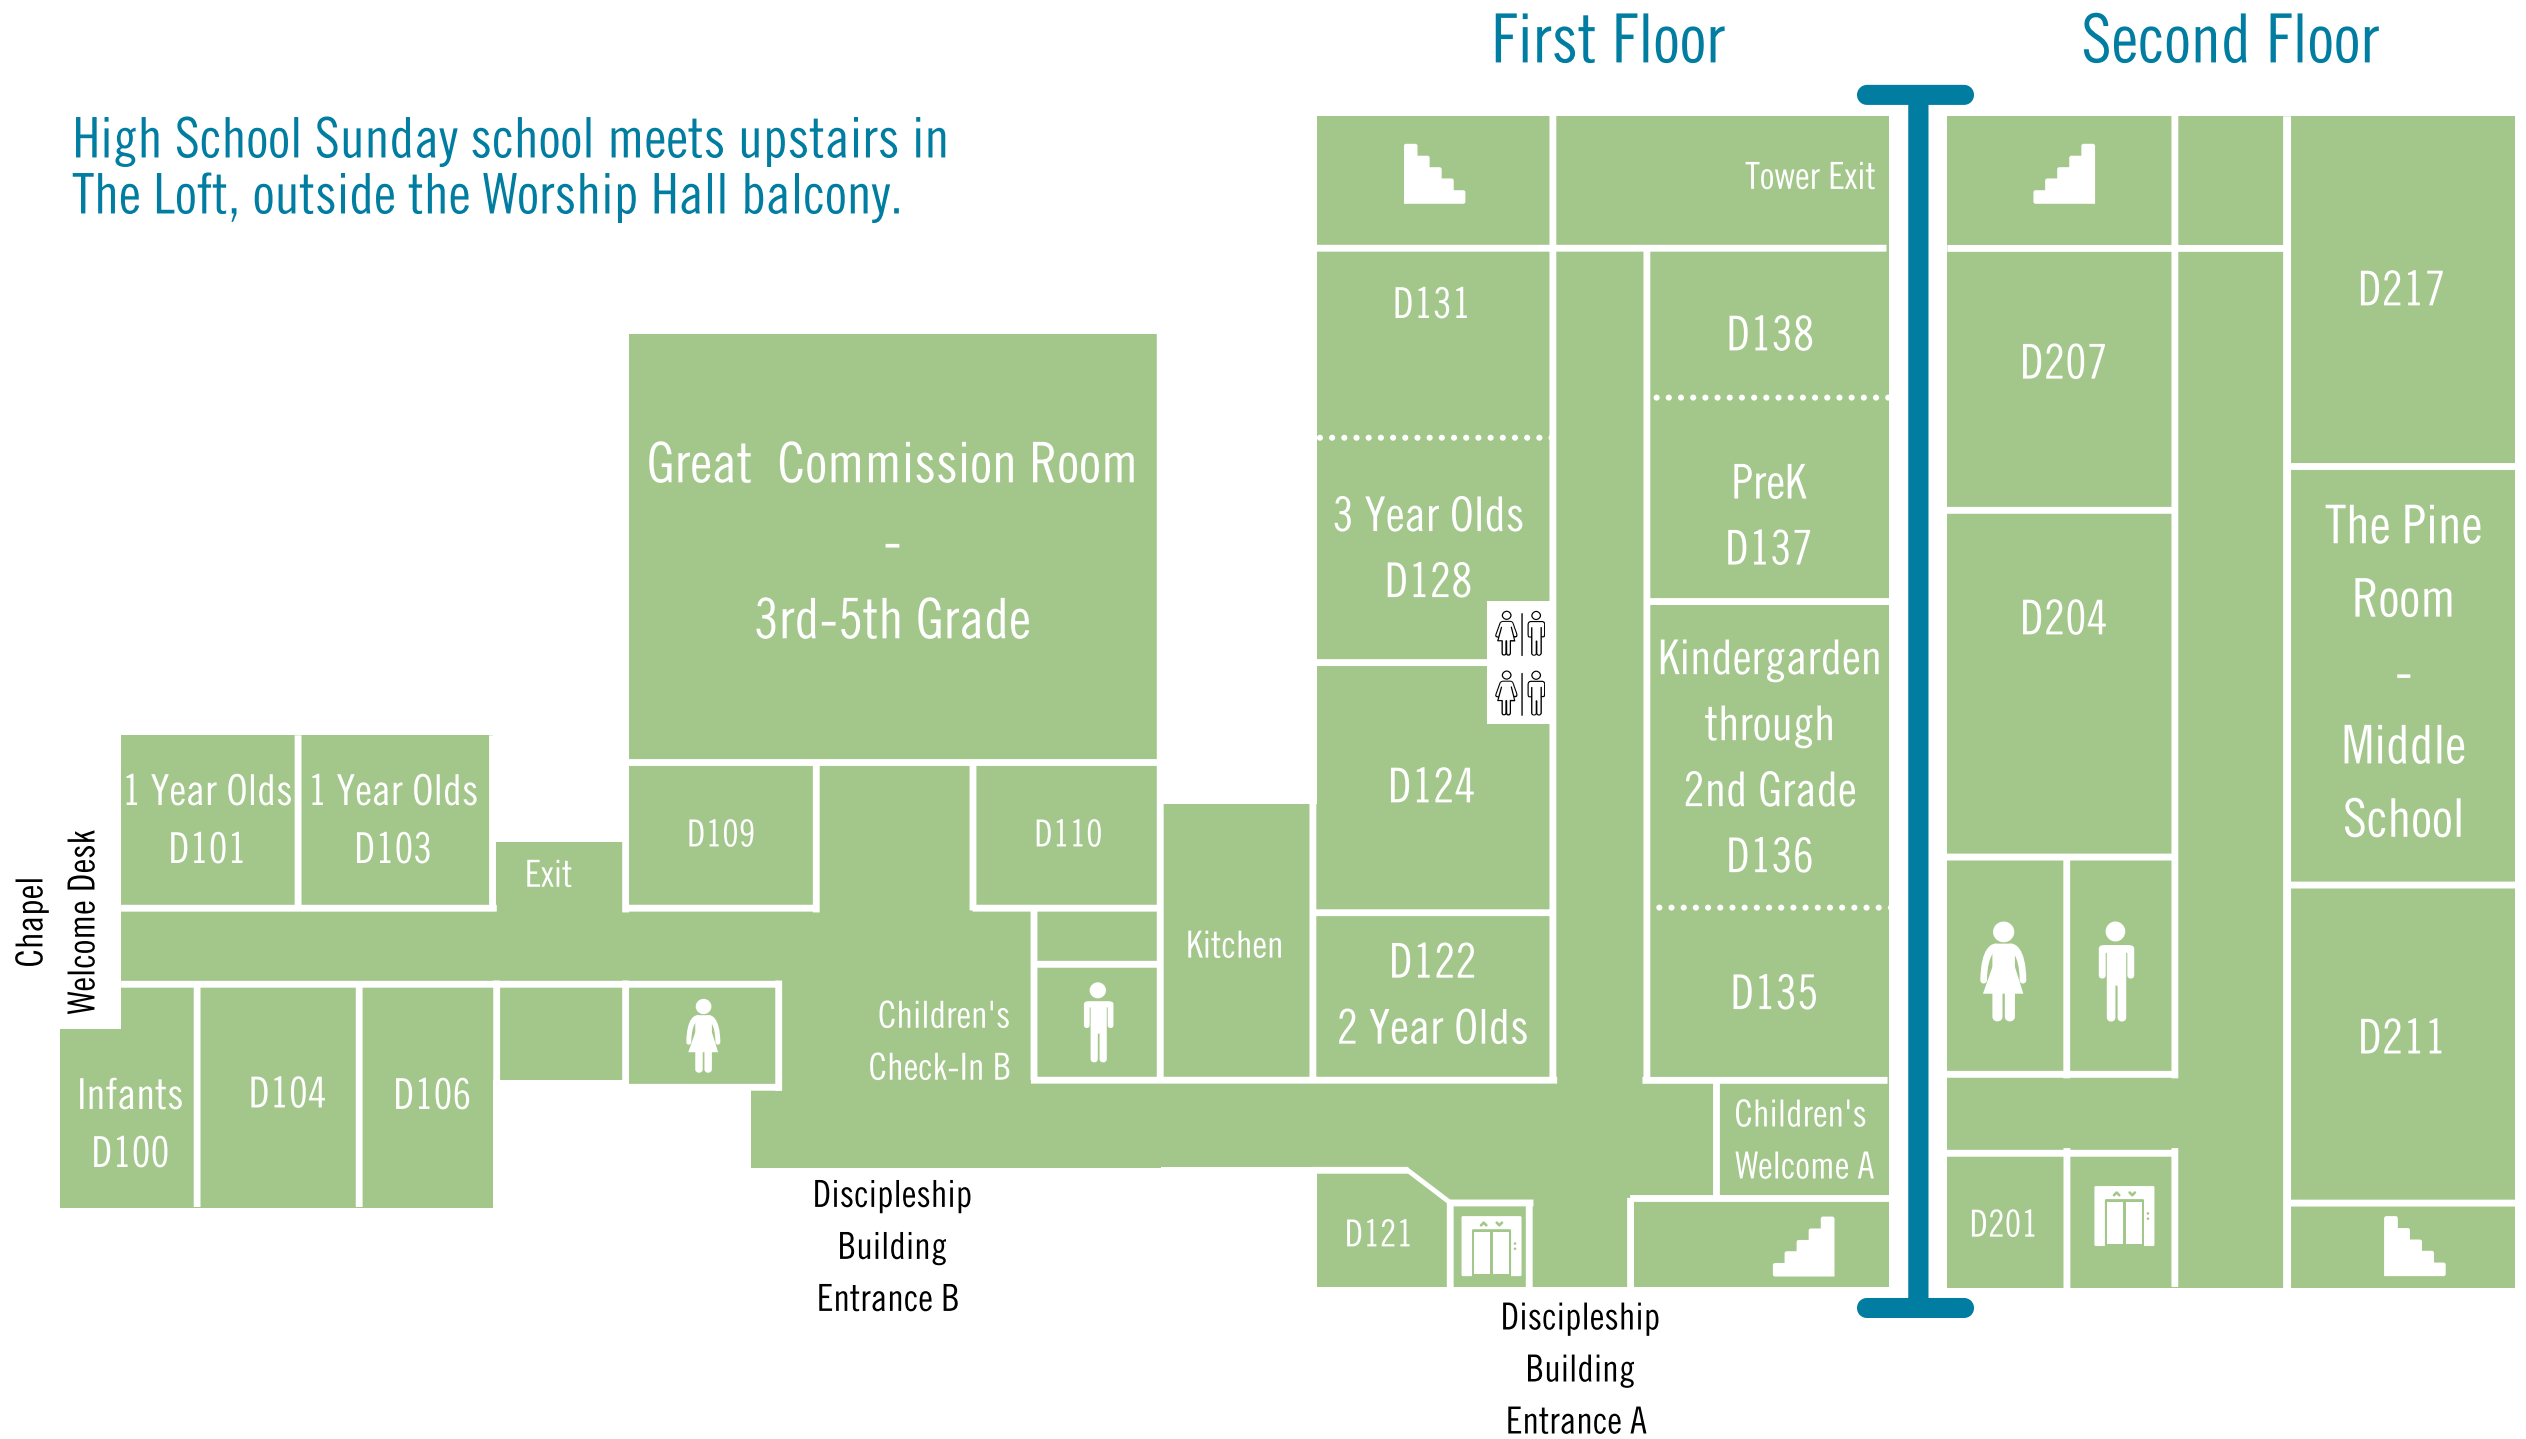 First Floor
Second Floor
High School Sunday school meets upstairs in
The Loft, outside the Worship Hall balcony.
Tower Exit
D131
D138
D217
D207
Great  Commission Room
-
3rd-5th Grade
3 Year Olds
D128
PreK
D137
The Pine
Room
-
Middle
School
D204
Kindergarden
through
2nd Grade
D136
1 Year Olds
D101
1 Year Olds
D103
Exit
D109
D110
D124
Chapel
Welcome Desk
Kitchen
D122
2 Year Olds
D135
D211
Children's
Check-In B
Infants
D100
D104
D106
Children's
Welcome A
Discipleship
Building
Entrance B
D121
D201
Discipleship
Building
Entrance A